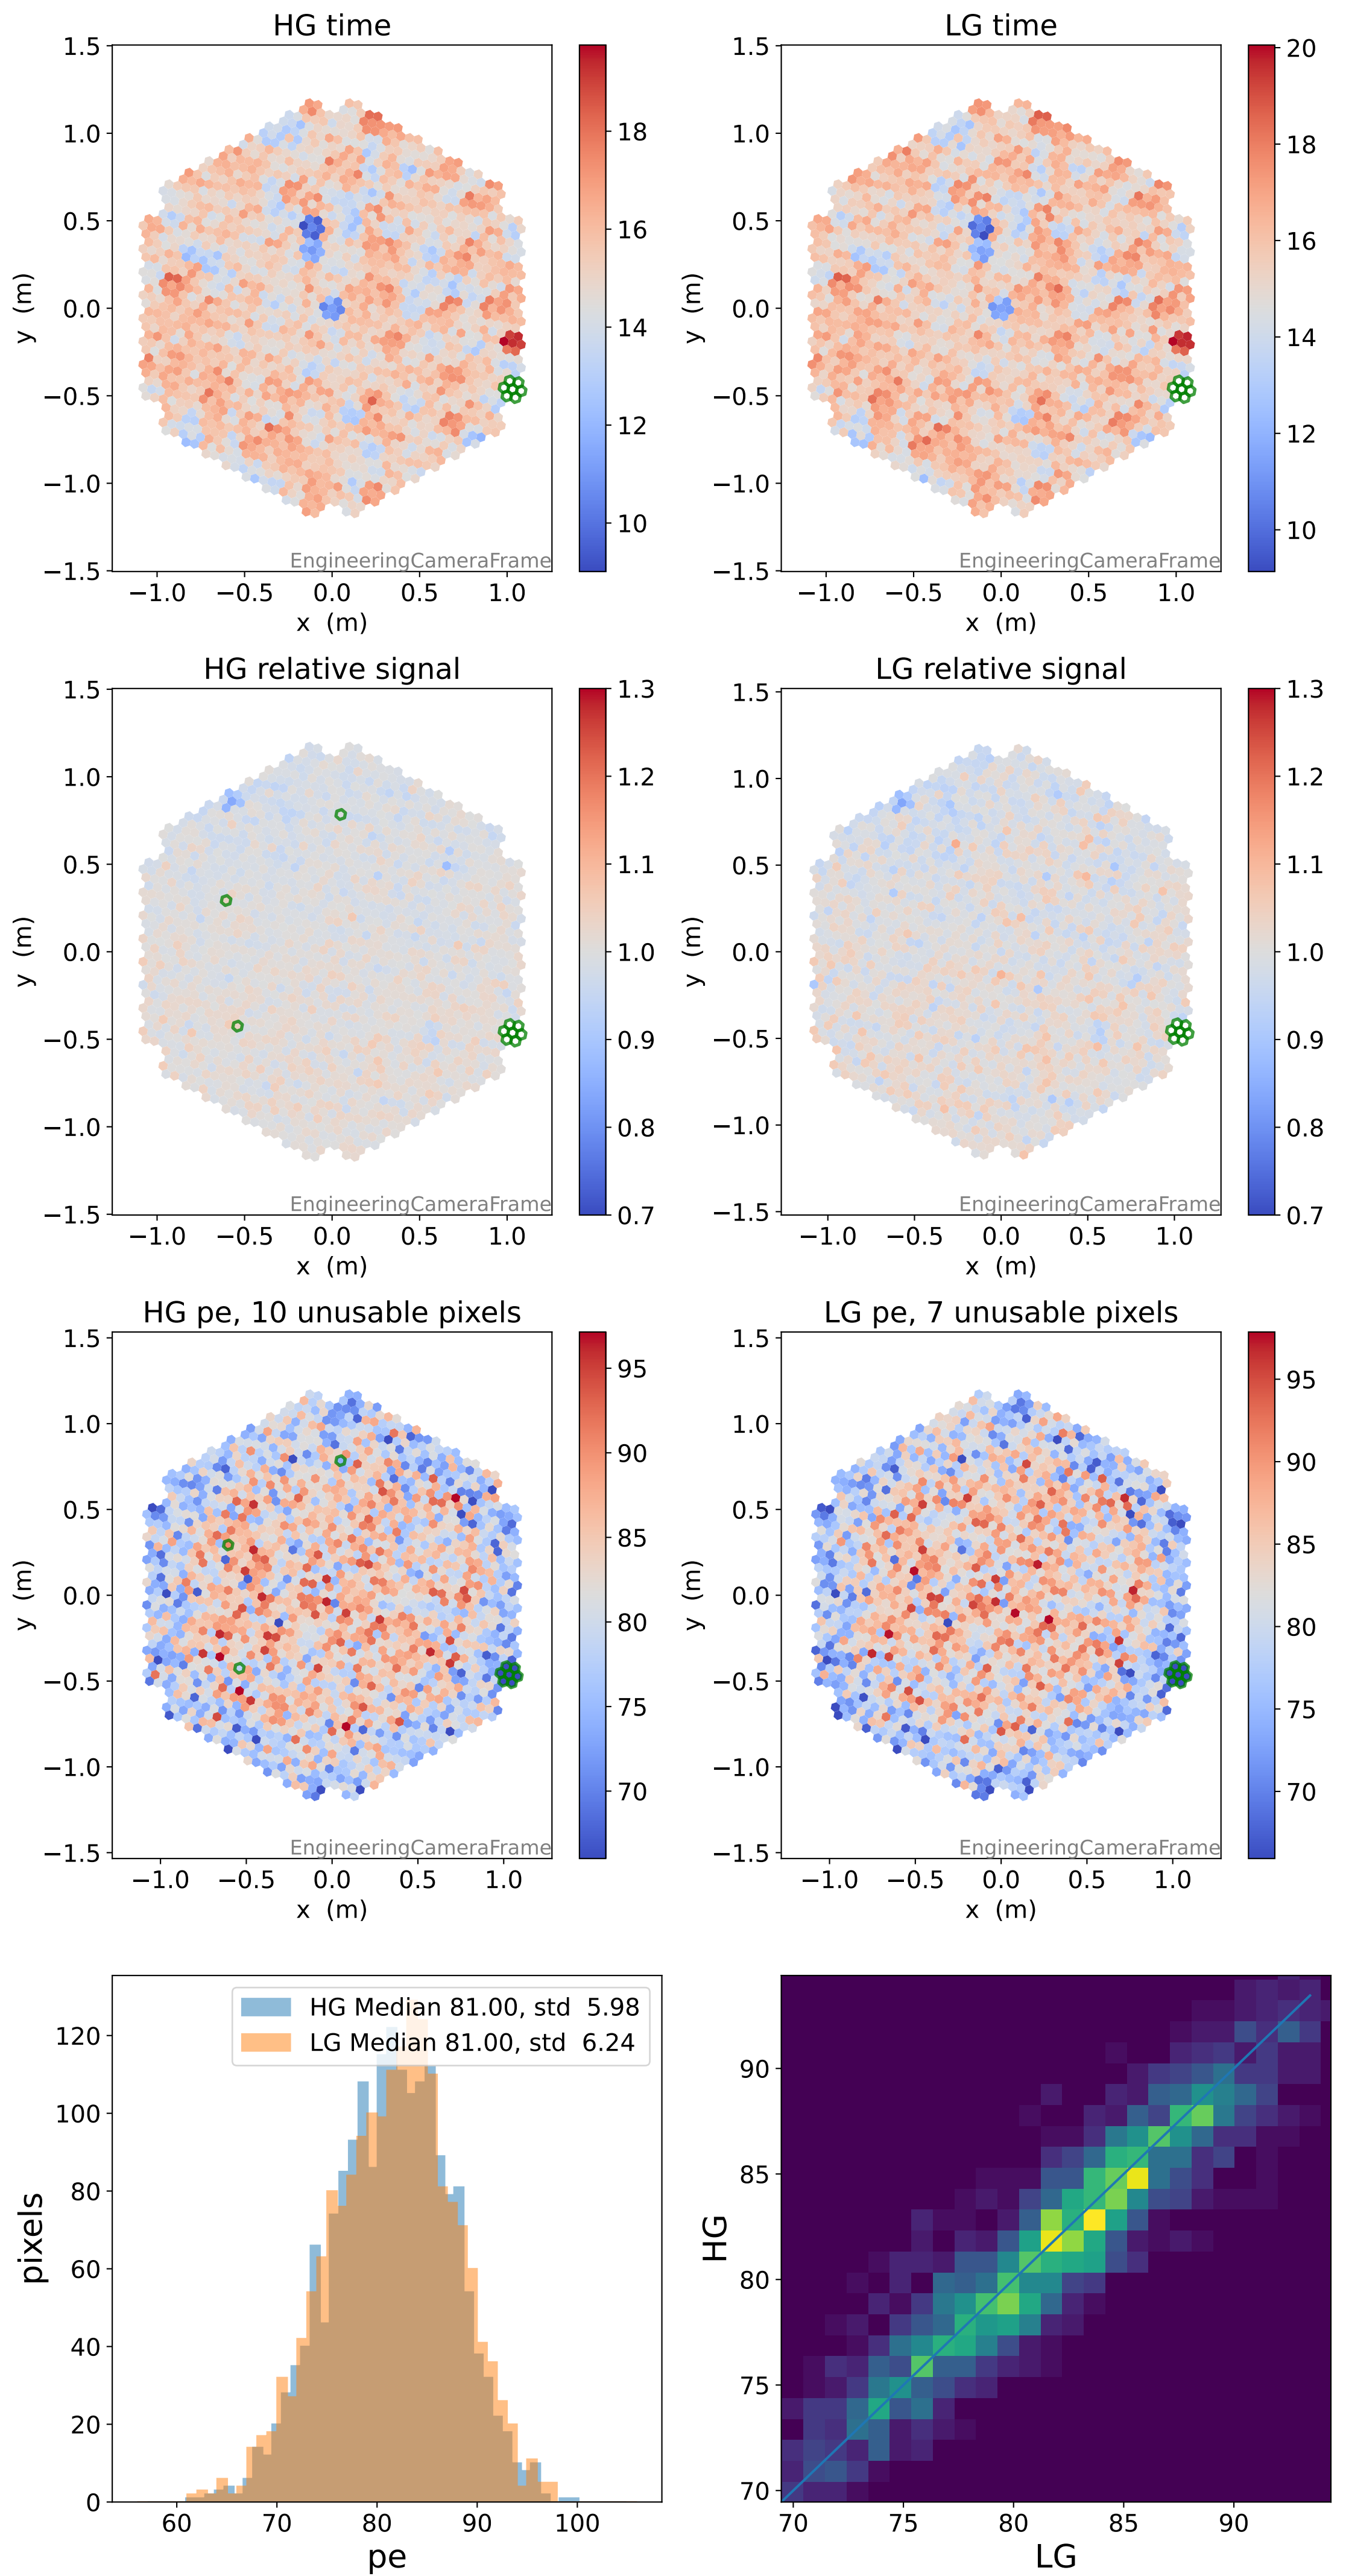 HG time
LG time
1.5
1.0
0.5
0.0
−0.5
−1.0
−1.5
y (m)
−1.0 −0.5 0.0 0.5 1.0
x (m)
EngineeringCameraFrame
18
16
14
12
10
1.5
1.0
0.5
0.0
−0.5
−1.0
−1.5
y (m)
−1.0 −0.5 0.0 0.5 1.0
x (m)
EngineeringCameraFrame
20
18
16
14
12
10
HG relative signal
LG relative signal
1.5
1.0
0.5
0.0
−0.5
−1.0
−1.5
y (m)
−1.0 −0.5 0.0 0.5 1.0
x (m)
EngineeringCameraFrame
1.3
1.2
1.1
1.0
0.9
0.8
0.7
1.5
1.0
0.5
0.0
−0.5
−1.0
−1.5
y (m)
−1.0 −0.5 0.0 0.5 1.0
x (m)
EngineeringCameraFrame
1.3
1.2
1.1
1.0
0.9
0.8
0.7
HG pe, 10 unusable pixels
LG pe, 7 unusable pixels
1.5
1.0
0.5
0.0
−0.5
−1.0
−1.5
y (m)
−1.0 −0.5 0.0 0.5 1.0
x (m)
EngineeringCameraFrame
95
90
85
80
75
70
1.5
1.0
0.5
0.0
−0.5
−1.0
−1.5
y (m)
−1.0 −0.5 0.0 0.5 1.0
x (m)
EngineeringCameraFrame
95
90
85
80
75
70
HG Median 81.00, std 5.98
LG Median 81.00, std 6.24
120
100
80
60
40
20
0
pixels
60 70 80 90 100
pe
90
85
80
75
70
HG
70 75 80 85 90
LG